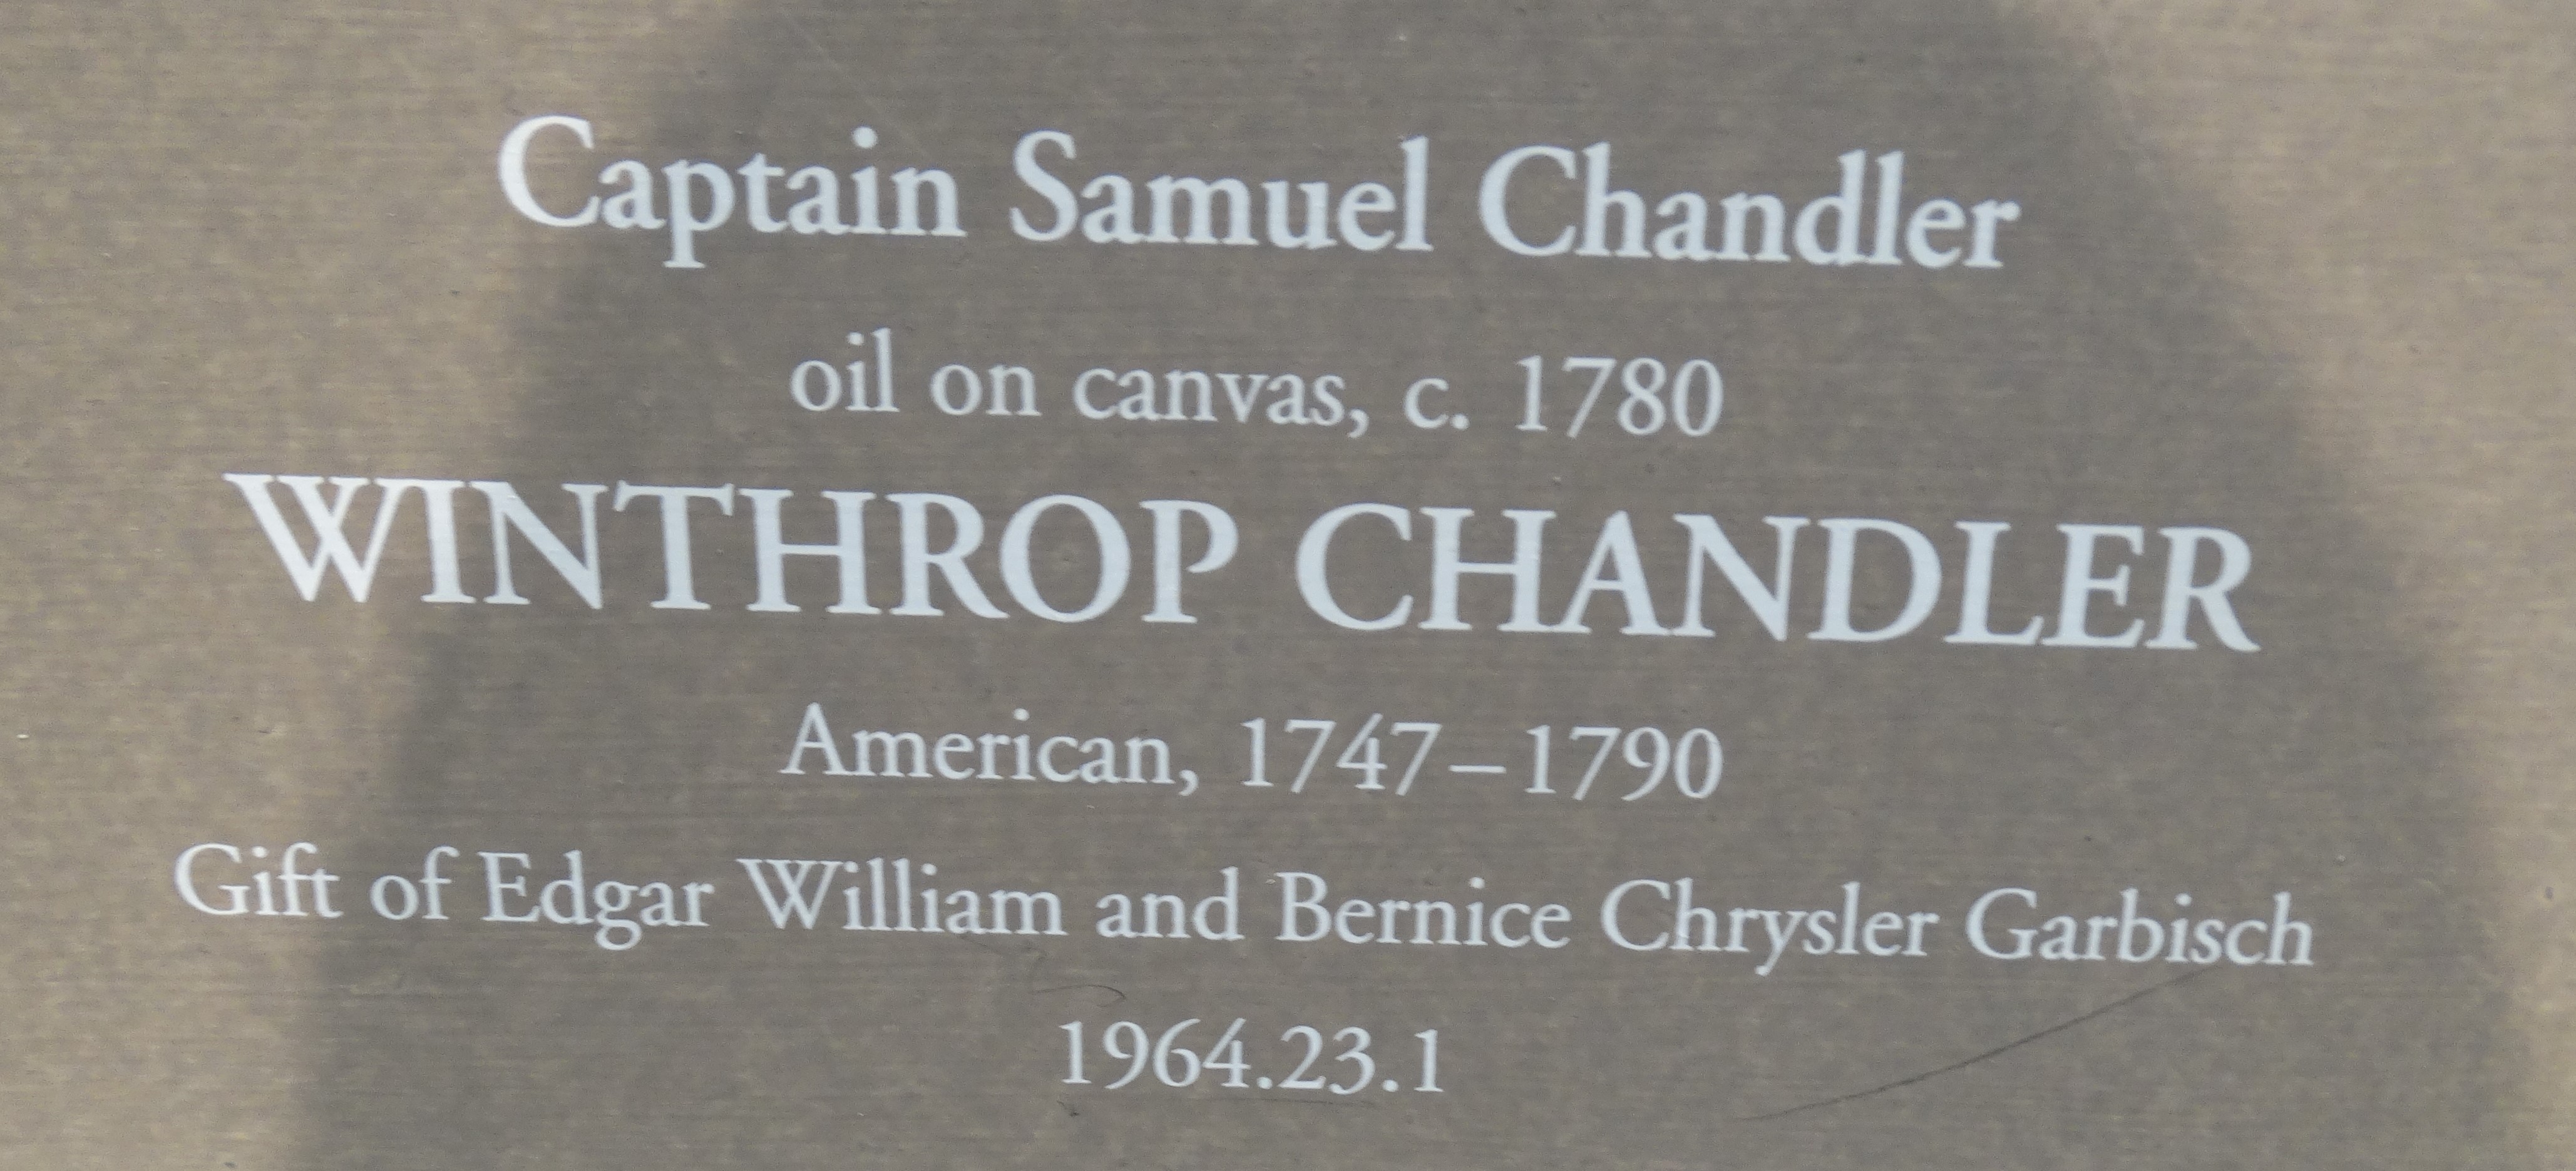 Captain Samuel Chandler
oil on canvas, c. 1780
WINTHROP CHANDLER
American, 1747–1790
Gift of Edgar William and Bernice Chrysler Garbisch
1964.23.1